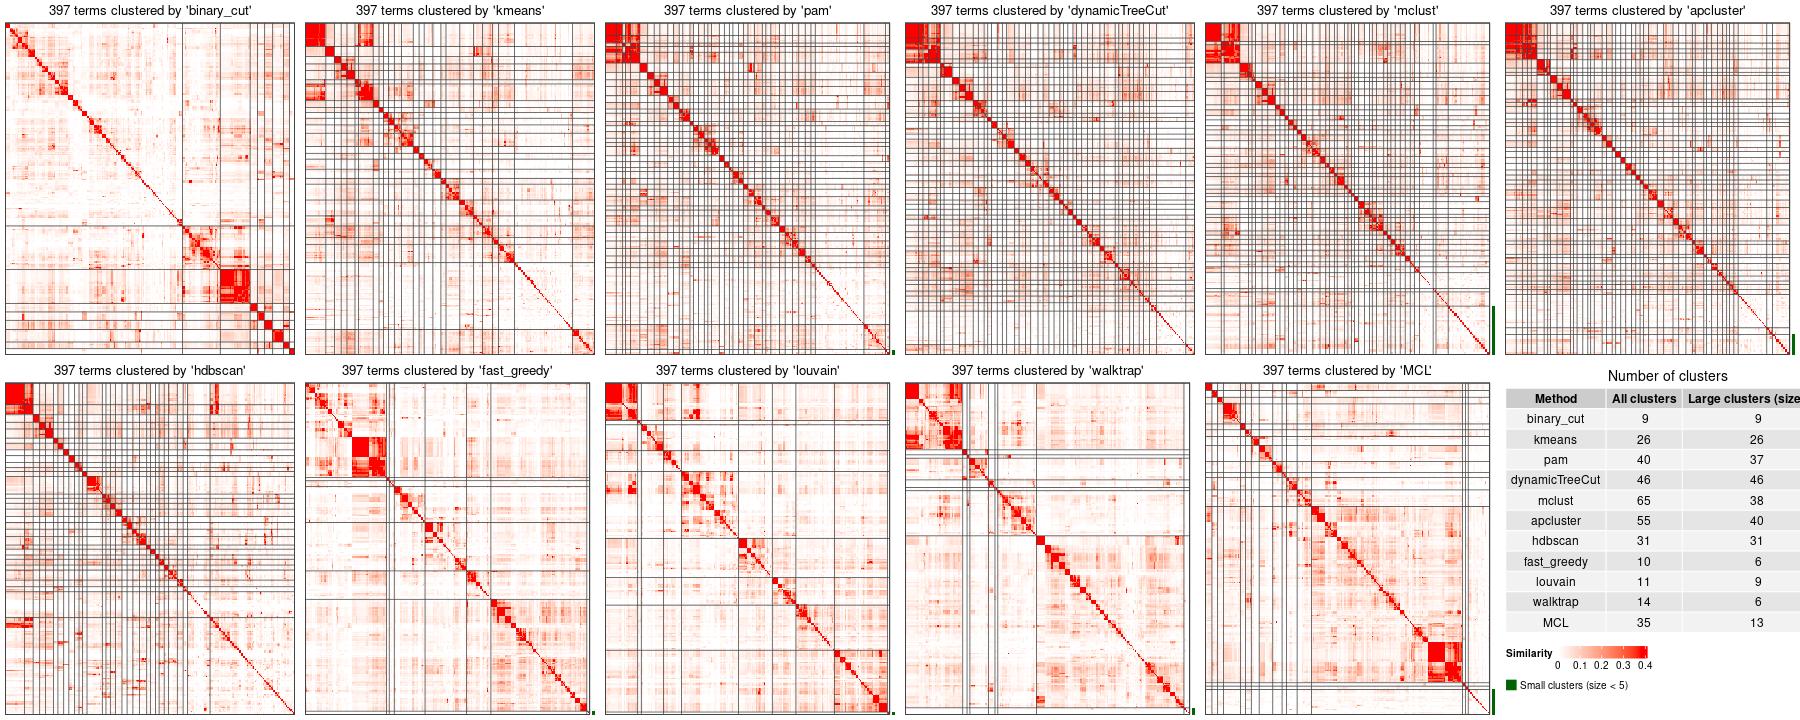 397 terms clustered by 'binary_cut'
397 terms clustered by 'kmeans'
397 terms clustered by 'pam'
397 terms clustered by 'dynamicTreeCut'
397 terms clustered by 'mclust'
397 terms clustered by 'apcluster'
397 terms clustered by 'hdbscan'
397 terms clustered by 'fast_greedy'
397 terms clustered by 'louvain'
397 terms clustered by 'walktrap'
397 terms clustered by 'MCL'
Number of clusters
Method All clusters Large clusters (size
binary_cut 9 9
kmeans 26 26
pam 40 37
dynamicTreeCut 46 46
mclust 65 38
apcluster 55 40
hdbscan 31 31
fast_greedy 10 6
louvain 11 9
walktrap 14 6
MCL 35 13
Similarity
0 0.1 0.2 0.3 0.4
Small clusters (size < 5)